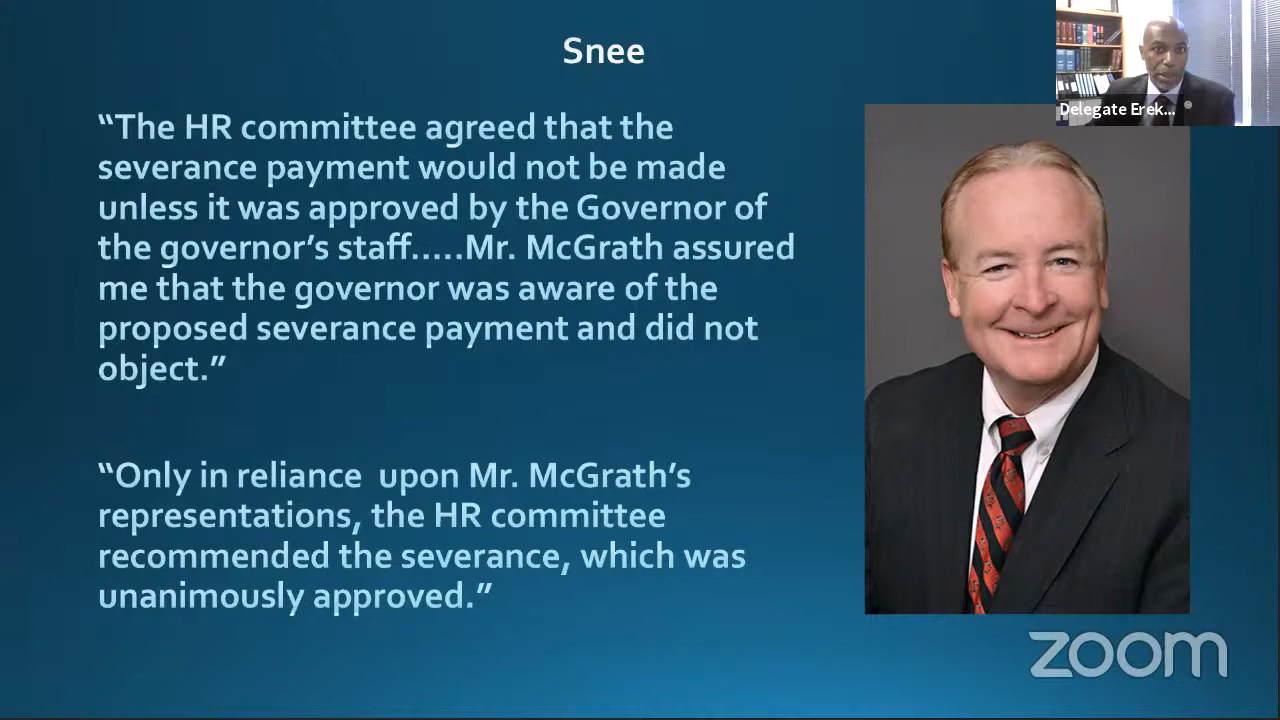 Snee
Delegate Erek...
“The HR committee agreed that the
severance payment would not be made
unless it was approved by the Governor of
the governor’s staff.....Mr. McGrath assured
me that the governor was aware of the
proposed severance payment and did not
object.”
“Only in reliance  upon Mr. McGrath’s
representations, the HR committee
recommended the severance, which was
unanimously approved.”
zoom